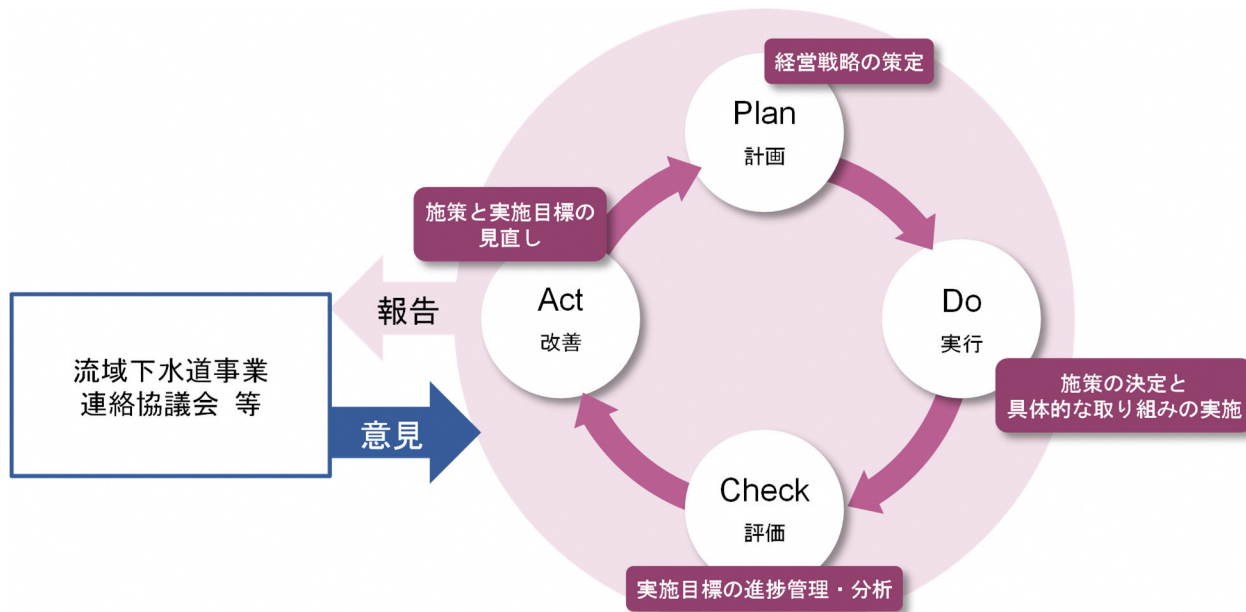 経営戦略の策定
Plan
計画
施策と実施目標の
見直し
報告
Act
改善
Do
実行
流域下水道事業
連絡協議会 等
意見
施策の決定と
具体的な取り組みの実施
Check
評価
実施目標の進捗管理・分析